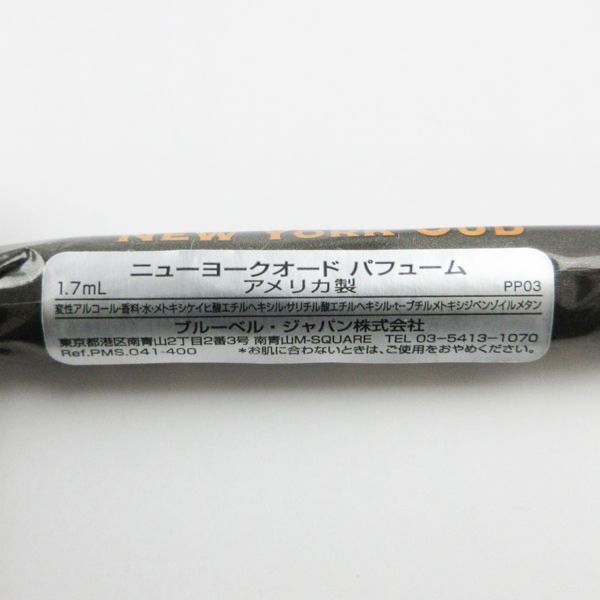 NEW YORK OUD
ニューヨークオード パフューム
1.7mL アメリカ製 PP03
変性アルコール・香料・水・メトキシケイヒ酸エチルヘキシル・サリチル酸エチルヘキシル・t-ブチルメトキシジベンゾイルメタン
ブルーベル・ジャパン株式会社
東京都港区南青山2丁目2番3号 南青山M-SQUARE TEL 03-5413-1070
Ref.PMS.041-400 *お肌に合わないときは、ご使用をおやめください。